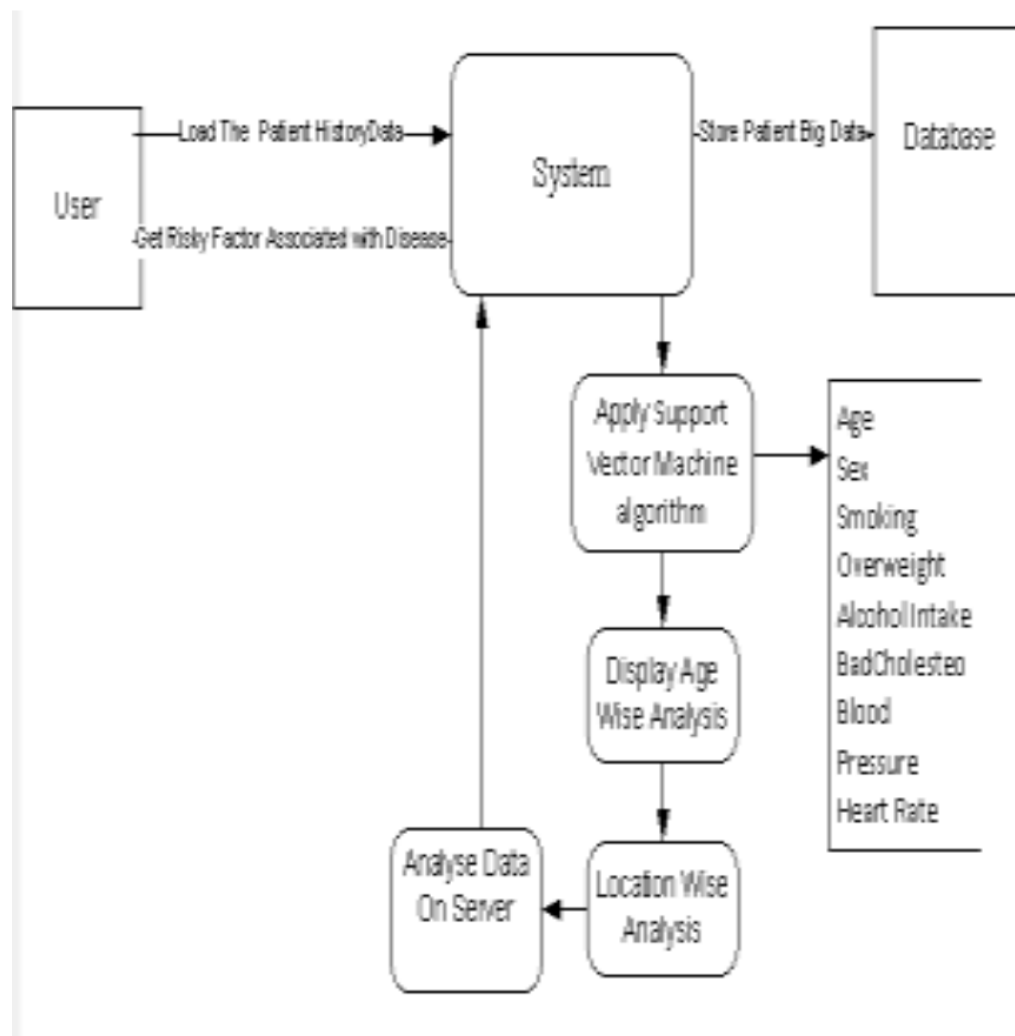 Load The Patient HistoryData
System
Store Patient Big Data
Database
User
Get Risky Factor Associated with Disease
Apply Support
Vector Machine
algorithm
Age
Sex
Smoking
Overweight
Alcohol Intake
BadCholesteo
Blood
Pressure
Heart Rate
Display Age
Wise Analysis
Analyse Data
On Server
Location Wise
Analysis